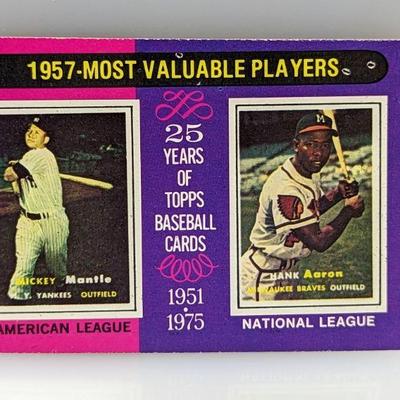 1957-MOST VALUABLE PLAYERS
25
YEARS
OF
TOPPS
BASEBALL
CARDS
1951
1975
MICKEY Mantle
Y. YANKEES OUTFIELD
AMERICAN LEAGUE
M
HANK Aaron
MILWAUKEE BRAVES OUTFIELD
NATIONAL LEAGUE